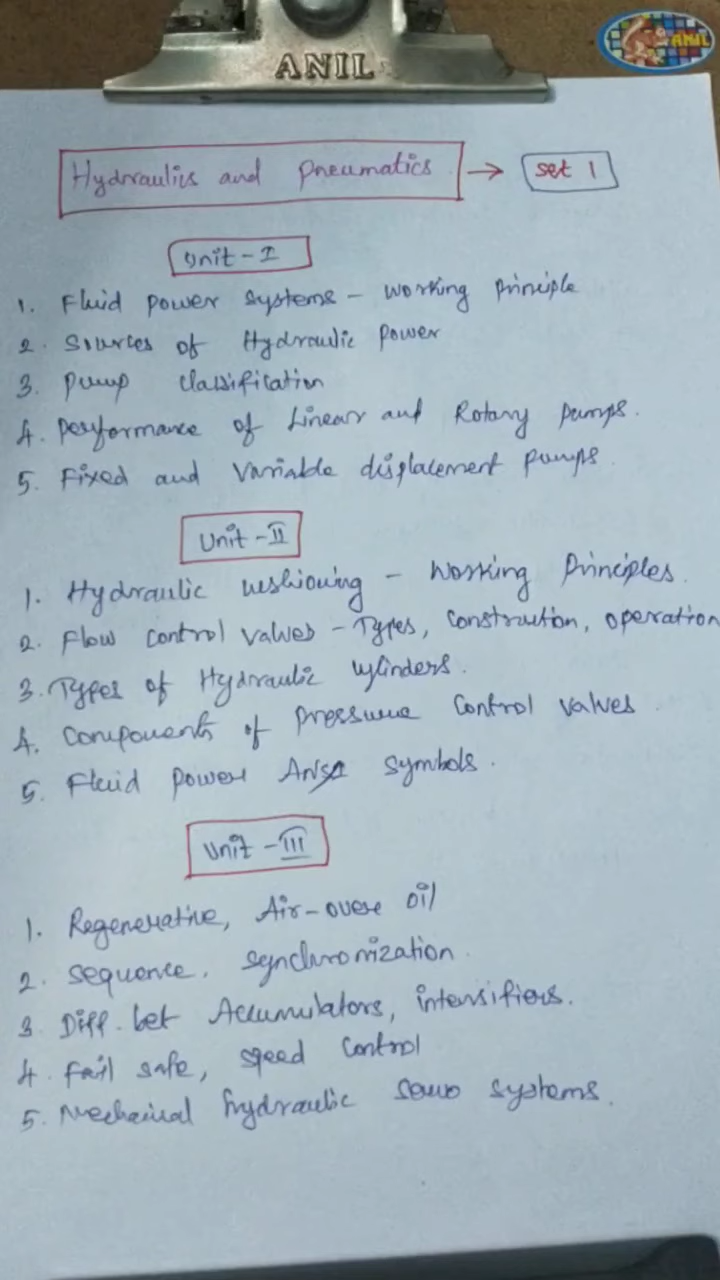 ANIL
ANIL
Hydraulics and Pneumatics → set 1
Unit - I
1. Fluid power systems - working principle
2. Sources of Hydraulic power
3. Pump classification
4. Performance of Linear and Rotary pumps.
5. Fixed and Variable displacement pumps
Unit - II
1. Hydraulic cushioning - Working Principles.
2. Flow control valves - Types, construction, operation
3. Types of Hydraulic cylinders.
4. Components of pressure control valves
5. Fluid power symbols.
Unit - III
1. Regenerative, Air-over oil
2. Sequence, synchronization.
3. Diff. bet Accumulators, intensifiers.
4. Fail safe, speed control
5. Mechanical hydraulic servo systems.